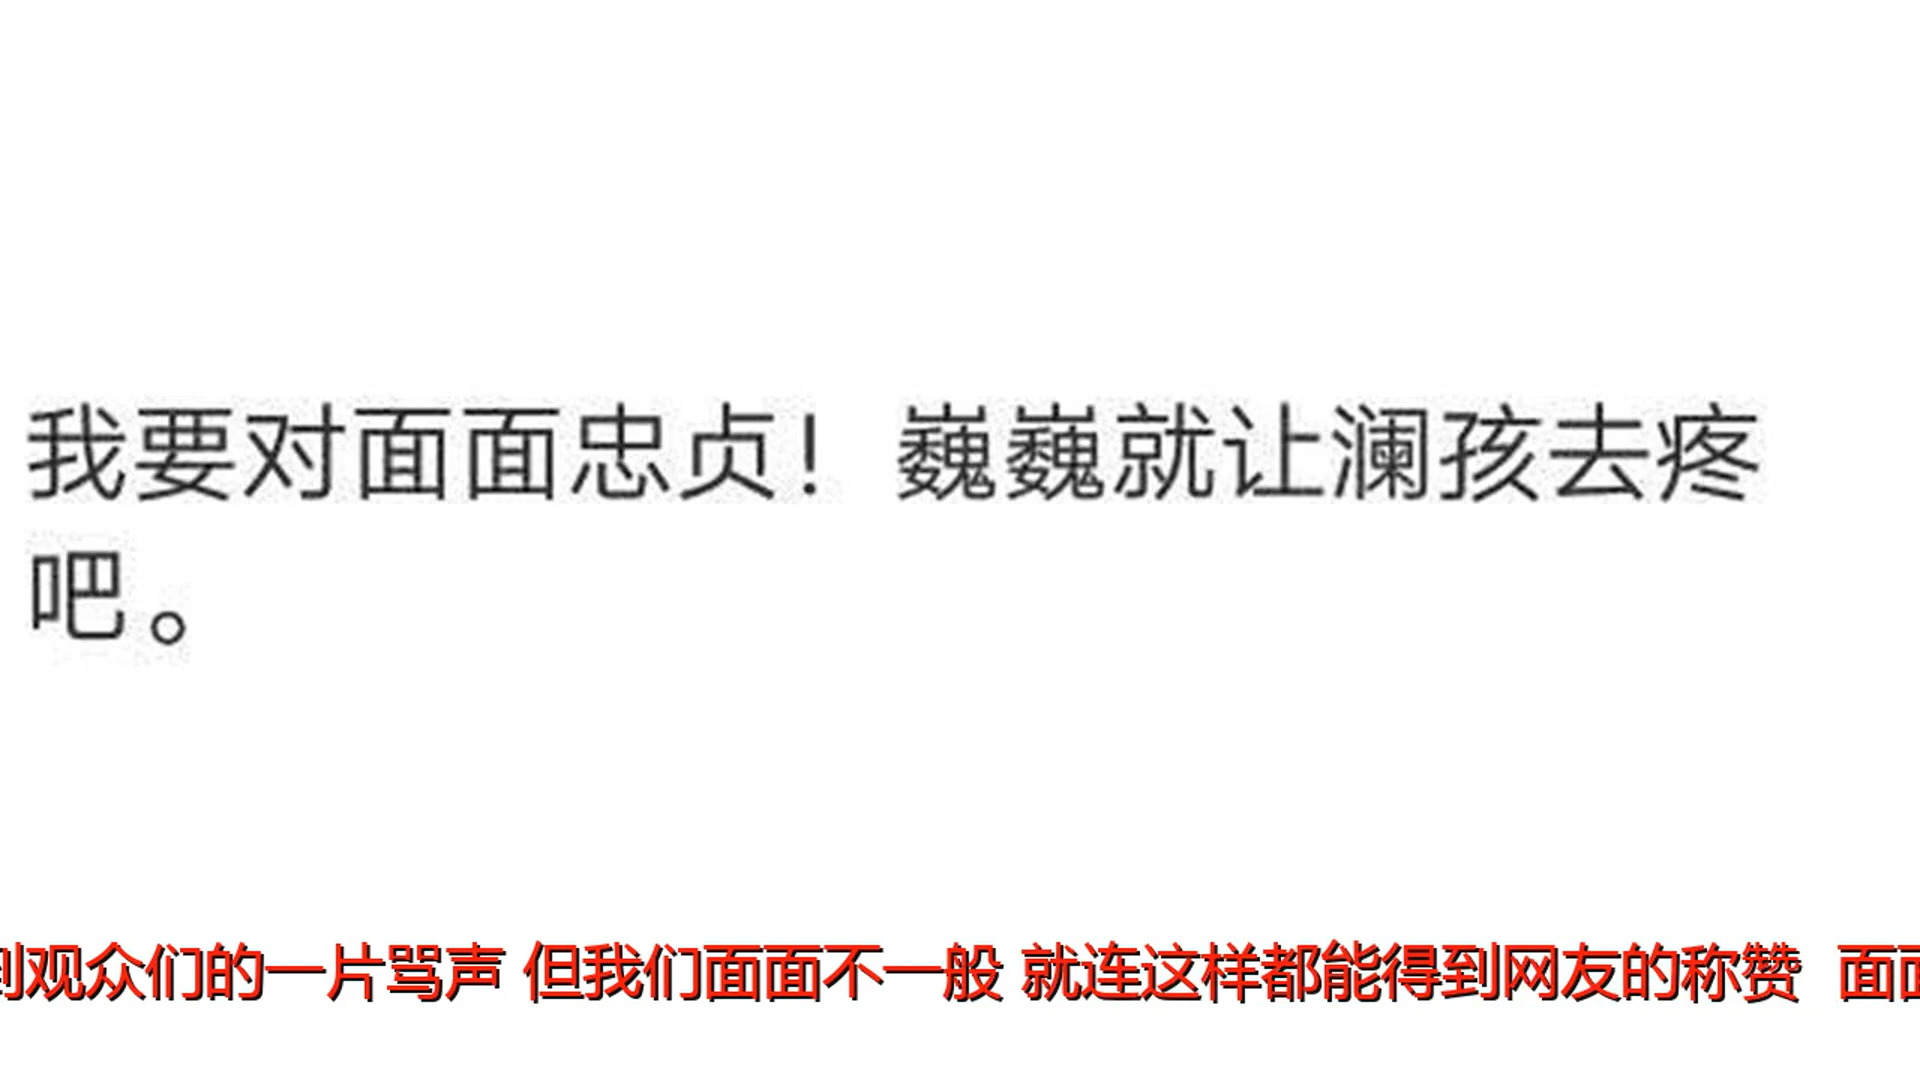 我要对面面忠贞！巍巍就让澜孩去疼
吧。
到观众们的一片骂声 但我们面面不一般 就连这样都能得到网友的称赞 面面